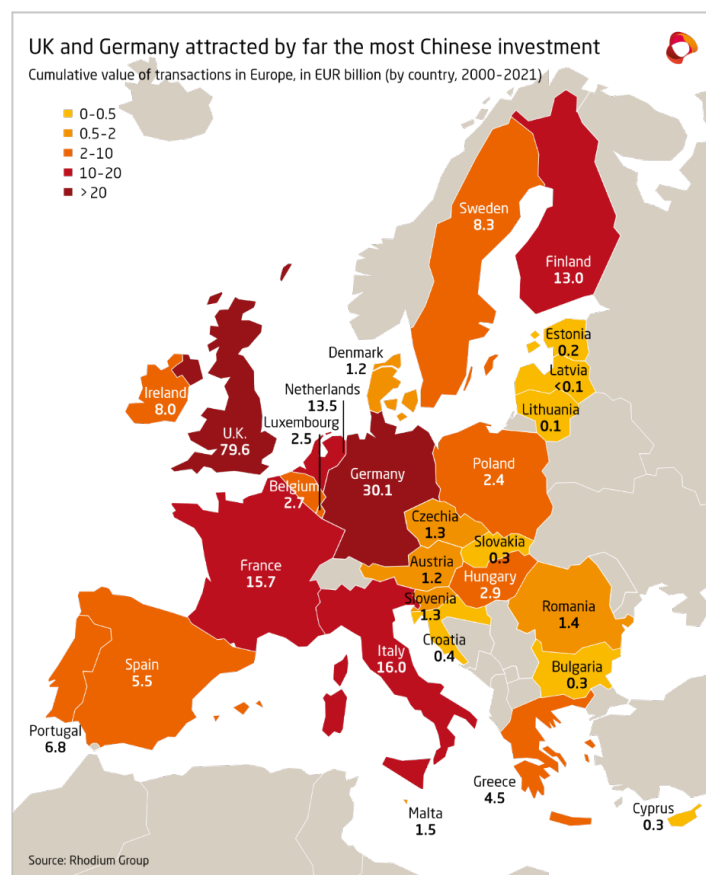 UK and Germany attracted by far the most Chinese investment
Cumulative value of transactions in Europe, in EUR billion (by country, 2000-2021)
0-0.5
0.5-2
2-10
10-20
>20
Sweden
8.3
Finland
13.0
Estonia
0.2
Latvia
<0.1
Lithuania
0.1
Denmark
1.2
Netherlands
13.5
Luxembourg
2.5
Ireland
8.0
U.K.
79.6
Germany
30.1
Poland
2.4
Belgium
2.7
Czechia
1.3
Slovakia
0.3
Austria
1.2
Hungary
2.9
France
15.7
Slovenia
1.3
Romania
1.4
Croatia
0.4
Italy
16.0
Bulgaria
0.3
Spain
5.5
Portugal
6.8
Greece
4.5
Malta
1.5
Cyprus
0.3
Source: Rhodium Group